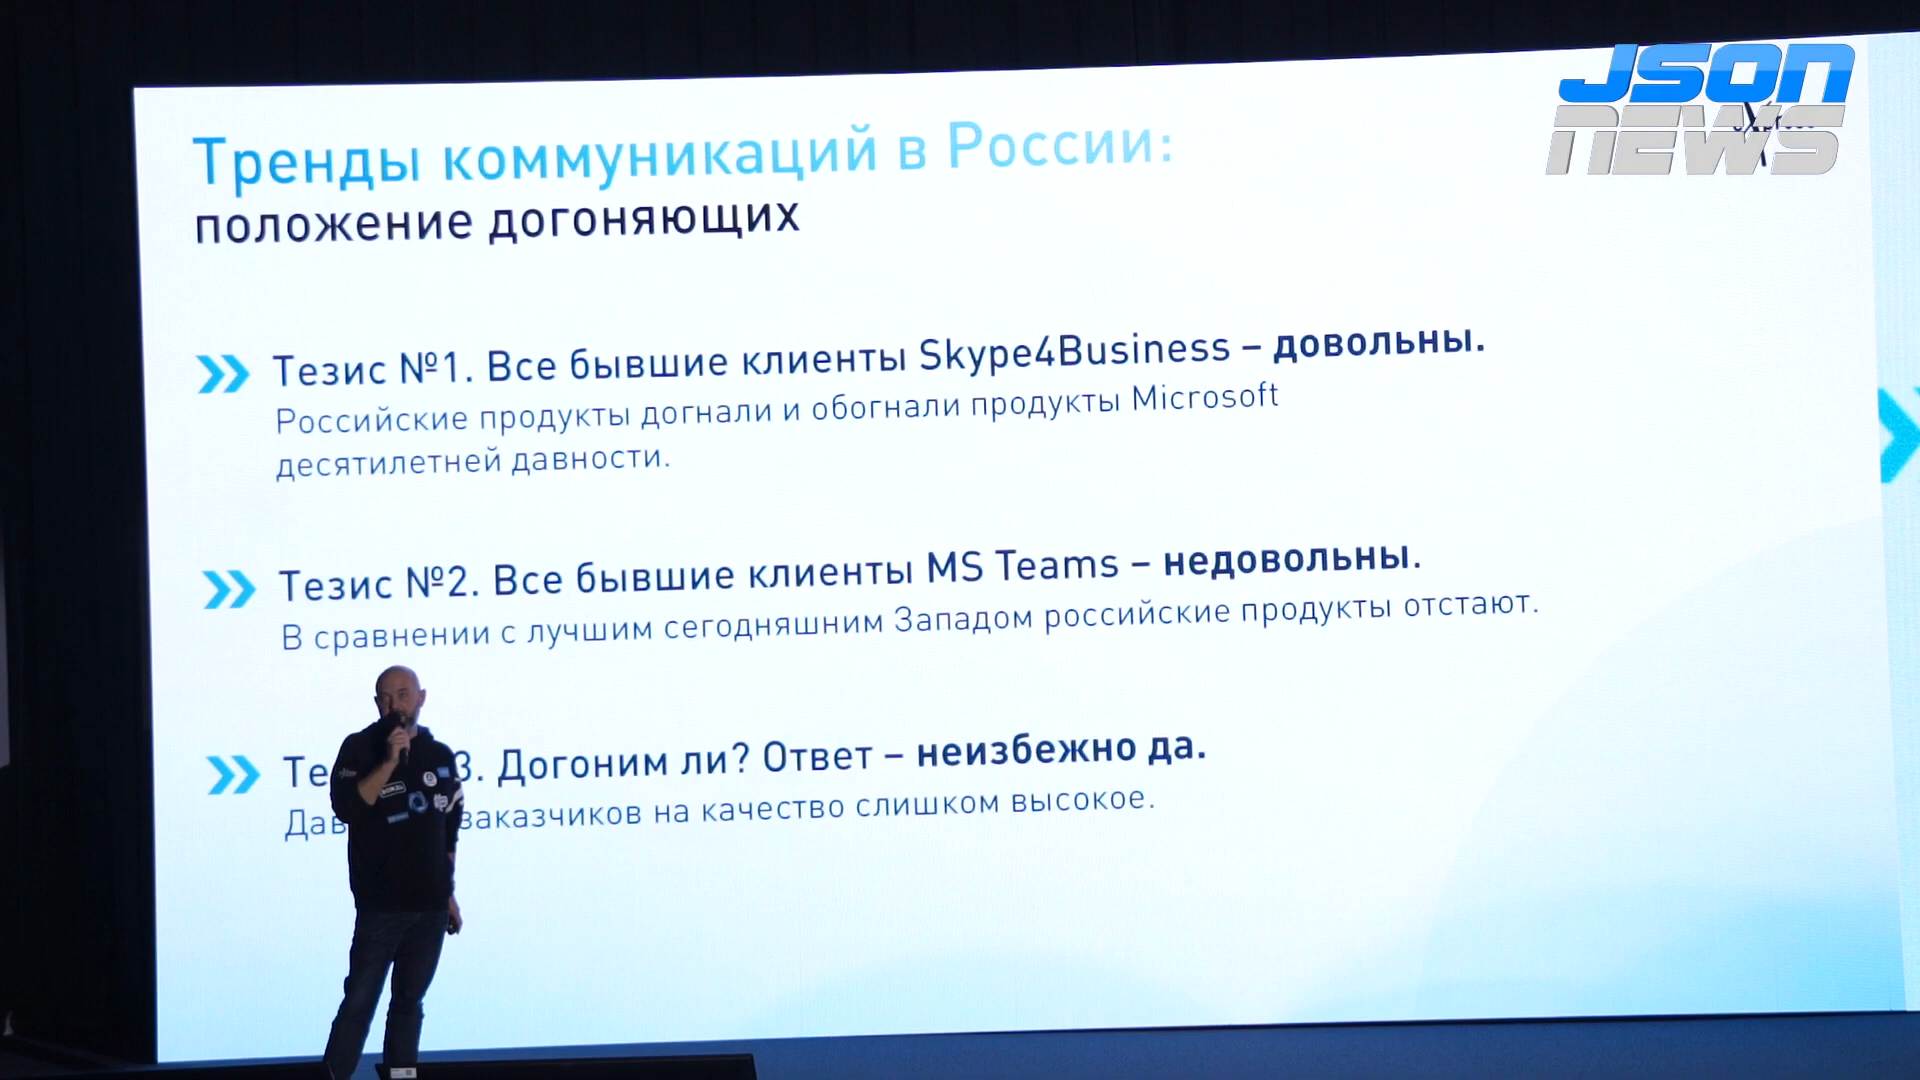 JSON
NEWS
Тренды коммуникаций в России:
положение догоняющих
Тезис №1. Все бывшие клиенты Skype4Business – довольны.
Российские продукты догнали и обогнали продукты Microsoft
десятилетней давности.
Тезис №2. Все бывшие клиенты MS Teams – недовольны.
В сравнении с лучшим сегодняшним Западом российские продукты отстают.
3. Догоним ли? Ответ – неизбежно да.
заказчиков на качество слишком высокое.